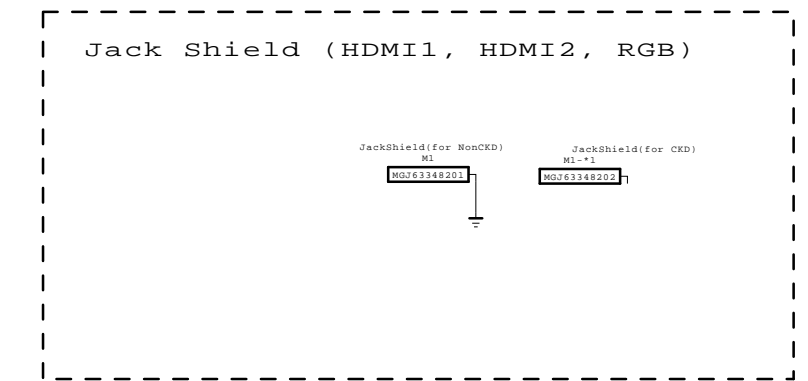 Jack Shield (HDMI1, HDMI2, RGB)
JackShield(for NonCKD)
M1
MGJ63348201
JackShield(for CKD)
M1-*1
MGJ63348202